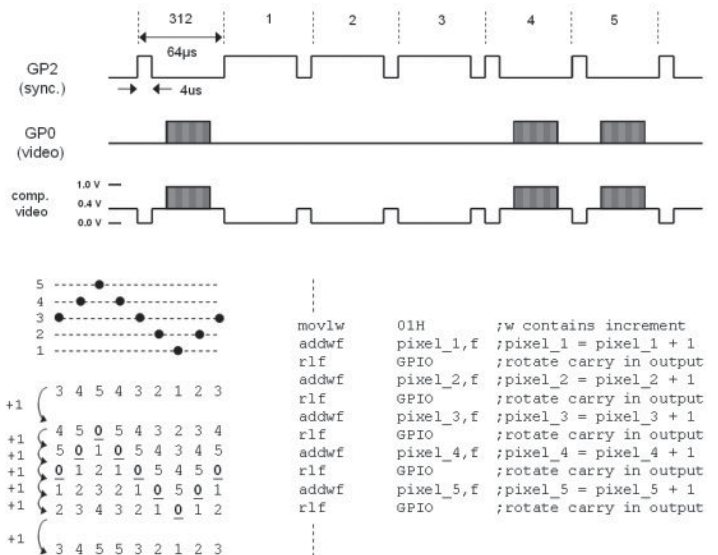 312 1 2 3 4 5
64µs
GP2
(sync.)
4us
GP0
(video)
comp.
video
1.0 V
0.4 V
0.0 V
5
4
3
2
1
+1 3 4 5 4 3 2 1 2 3
+1 4 5 0 5 4 3 2 3 4
+1 5 0 1 0 5 4 3 4 5
+1 0 1 2 1 0 5 4 5 0
+1 1 2 3 2 1 0 5 0 1
+1 2 3 4 3 2 1 0 1 2
3 4 5 5 3 2 1 2 3
movlw 01H ;w contains increment
addwf pixel_1,f ;pixel_1 = pixel_1 + 1
rlf GPIO ;rotate carry in output
addwf pixel_2,f ;pixel_2 = pixel_2 + 1
rlf GPIO ;rotate carry in output
addwf pixel_3,f ;pixel_3 = pixel_3 + 1
rlf GPIO ;rotate carry in output
addwf pixel_4,f ;pixel_4 = pixel_4 + 1
rlf GPIO ;rotate carry in output
addwf pixel_5,f ;pixel_5 = pixel_5 + 1
rlf GPIO ;rotate carry in output